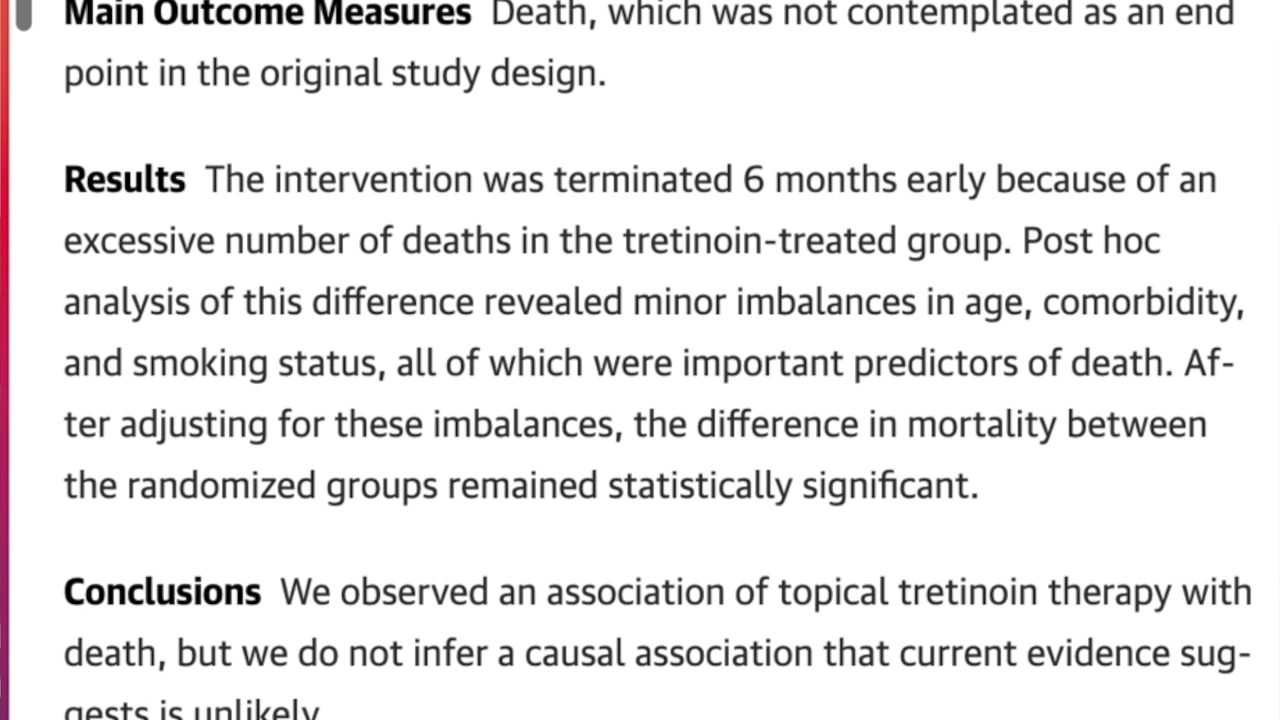 Main Outcome Measures Death, which was not contemplated as an end
point in the original study design.
Results The intervention was terminated 6 months early because of an
excessive number of deaths in the tretinoin-treated group. Post hoc
analysis of this difference revealed minor imbalances in age, comorbidity,
and smoking status, all of which were important predictors of death. Af-
ter adjusting for these imbalances, the difference in mortality between
the randomized groups remained statistically significant.
Conclusions We observed an association of topical tretinoin therapy with
death, but we do not infer a causal association that current evidence sug-
gests is unlikely